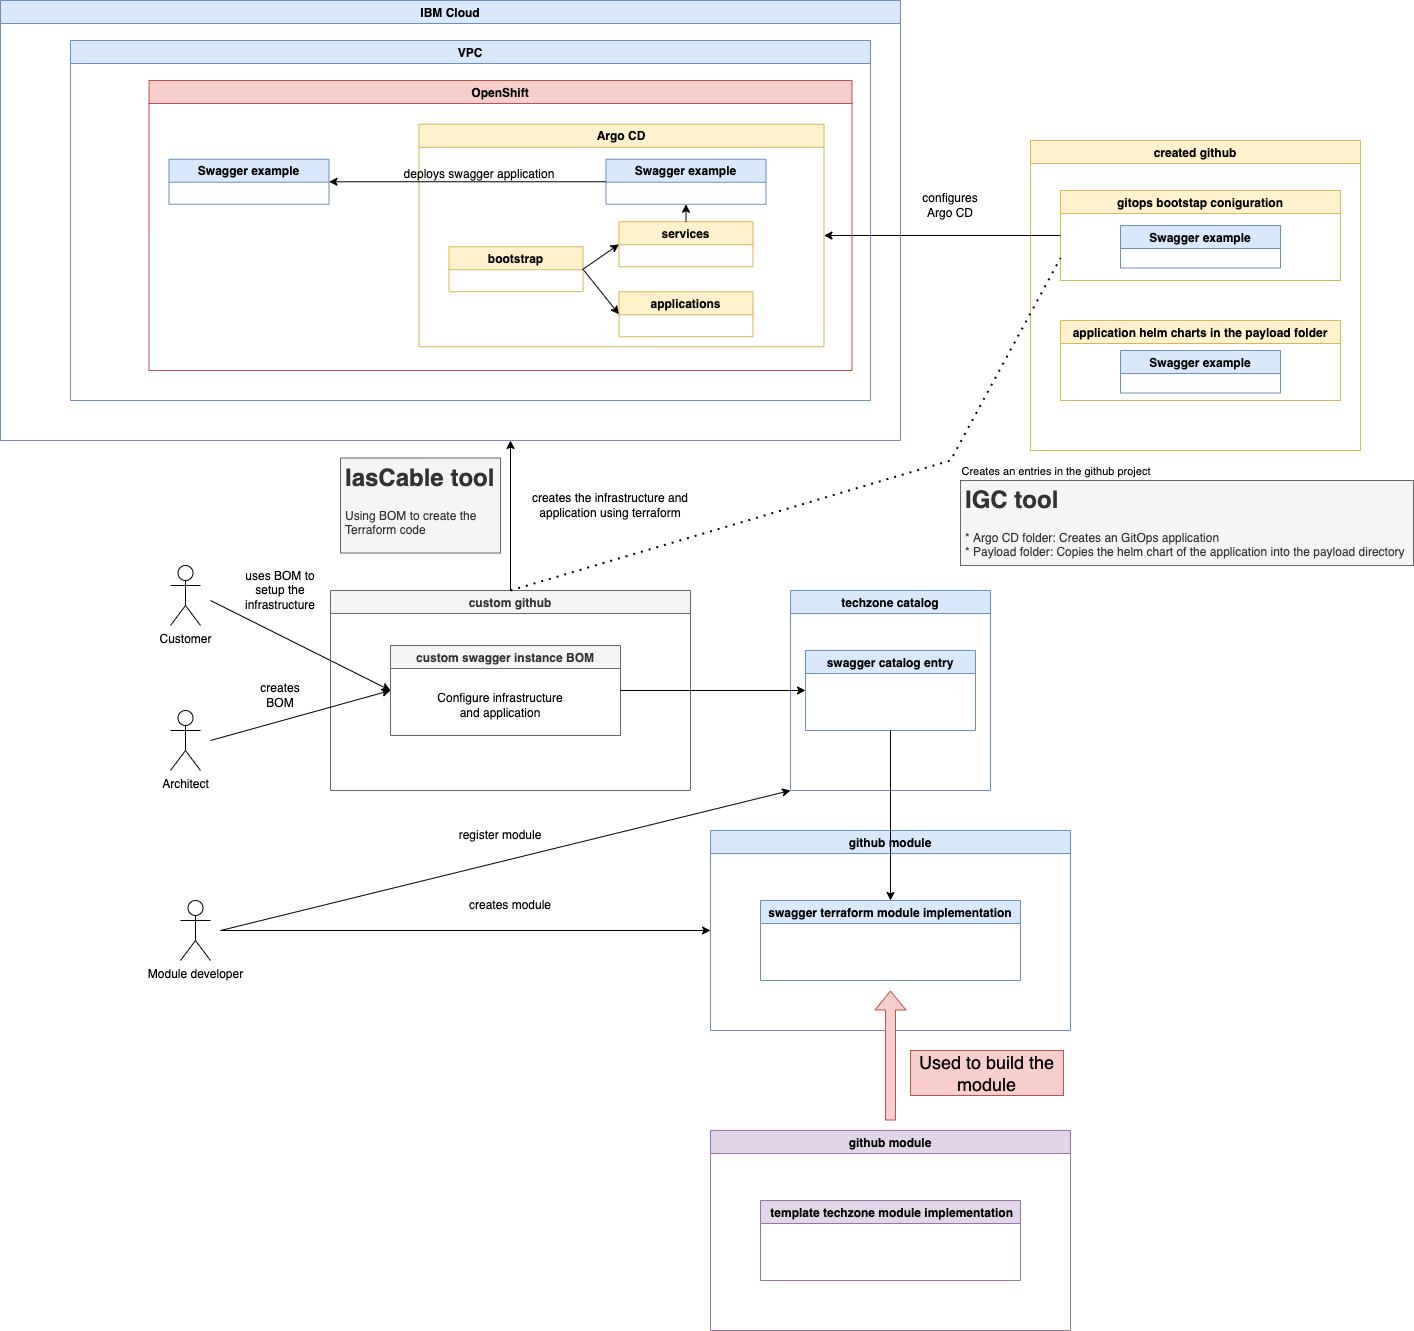 IBM Cloud
VPC
OpenShift
Argo CD
Swagger example
deploys swagger application
Swagger example
services
bootstrap
applications
configures
Argo CD
created github
gitops bootstap coniguration
Swagger example
application helm charts in the payload folder
Swagger example
IasCable tool
Using BOM to create the
Terraform code
creates the infrastructure and
application using terraform
Creates an entries in the github project
IGC tool
* Argo CD folder: Creates an GitOps application
* Payload folder: Copies the helm chart of the application into the payload directory
uses BOM to
setup the
infrastructure
Customer
creates
BOM
Architect
custom github
custom swagger instance BOM
Configure infrastructure
and application
techzone catalog
swagger catalog entry
register module
creates module
Module developer
github module
swagger terraform module implementation
Used to build the
module
github module
template techzone module implementation